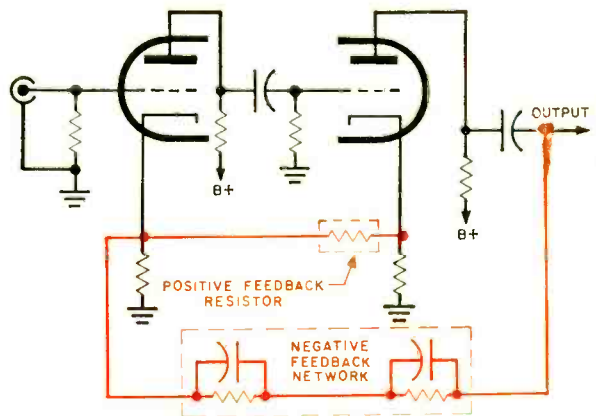 OUTPUT
B+
B+
POSITIVE FEEDBACK
RESISTOR
NEGATIVE
FEEDBACK
NETWORK